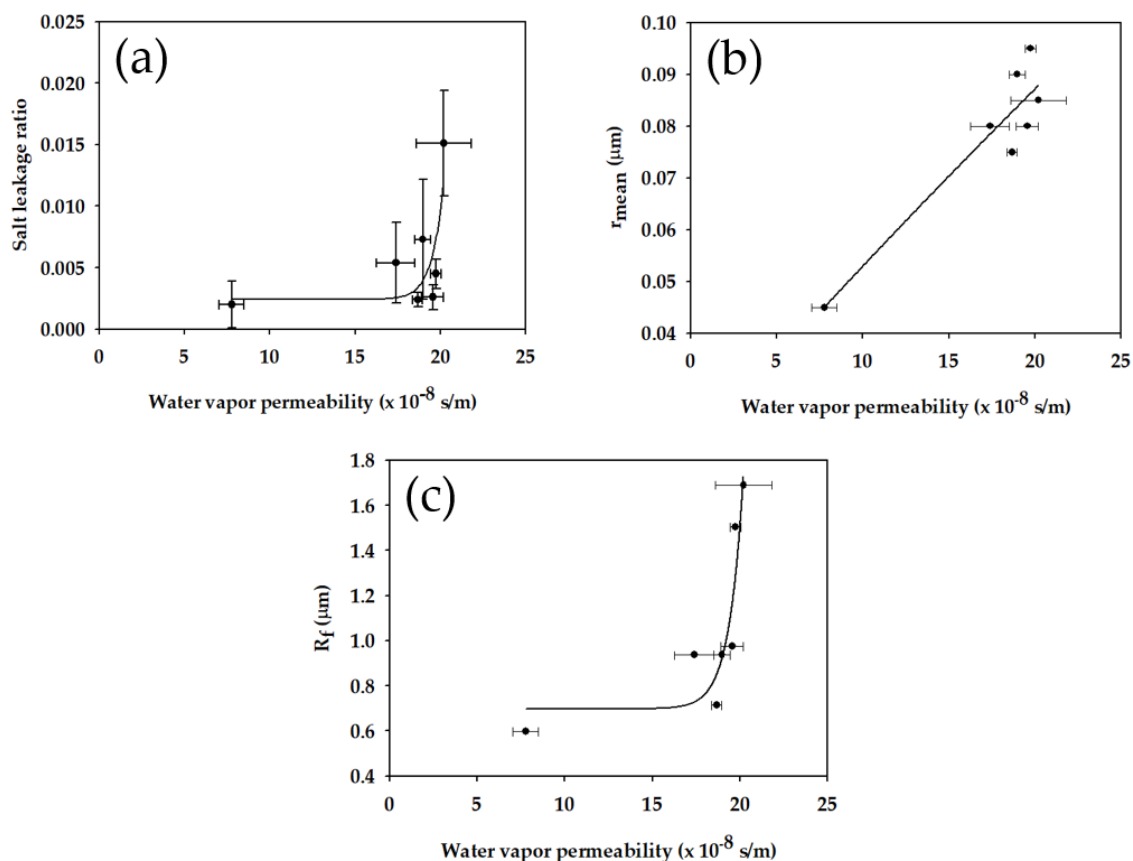 (a)
Salt leakage ratio
0.025
0.020
0.015
0.010
0.005
0.000
0 5 10 15 20 25
Water vapor permeability (x 10⁻⁸ s/m)
(b)
rmean (μm)
0.10
0.09
0.08
0.07
0.06
0.05
0.04
0 5 10 15 20 25
Water vapor permeability (x 10⁻⁸ s/m)
(c)
Rf (μm)
1.8
1.6
1.4
1.2
1.0
0.8
0.6
0.4
0 5 10 15 20 25
Water vapor permeability (x 10⁻⁸ s/m)